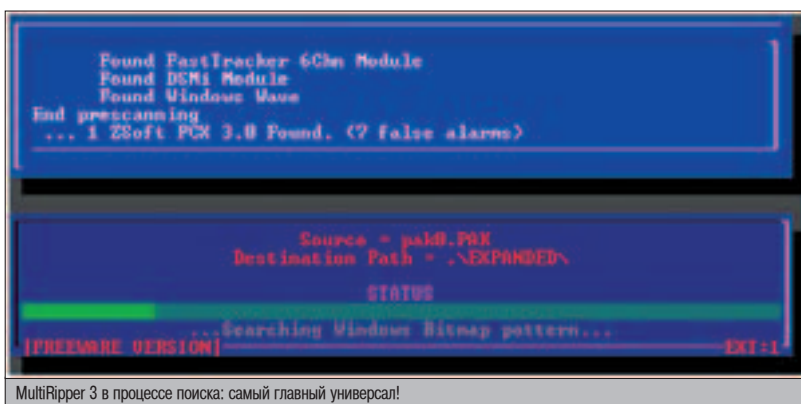 Found FastTracker 6Chn Module
Found DSMi Module
Found Windows Wave
End prescanning
... 1 ZSoft PCX 3.0 Found. (7 false alarms)
Source = pak0.PAK
Destination Path = .\EXPANDED\
STATUS
...Searching Windows Bitmap pattern...
[FREEWARE VERSION] EXT:1
MultiRipper 3 в процессе поиска: самый главный универсал!